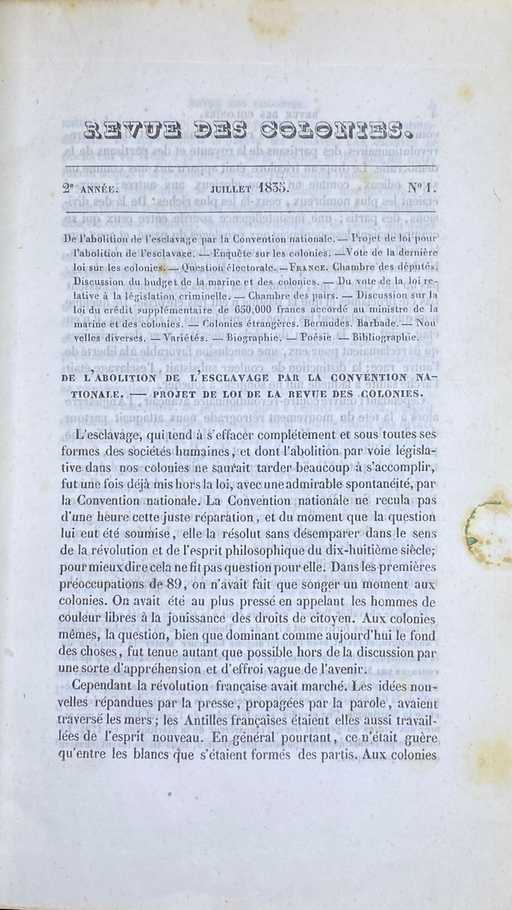 REVUE DES COLONIES.
2e ANNÉE. JUILLET 1835. No 1.
De l'abolition de l'esclavage par la Convention nationale. — Projet de loi pour
l'abolition de l'esclavage. — Enquête sur les colonies. — Vote de la dernière
loi sur les colonies. — Question électorale. — FRANCE. Chambre des députés.
Discussion du budget de la marine et des colonies. — Du vote de la loi re-
lative à la législation criminelle. — Chambre des pairs. — Discussion sur la
loi du crédit supplémentaire de 650,000 francs accordé au ministre de la
marine et des colonies. — Colonies étrangères. Bermudes. Barbade. — Nou
velles diverses. — Variétés. — Biographie. — Poésie — Bibliographie.
DE L'ABOLITION DE L'ESCLAVAGE PAR LA CONVENTION NA-
TIONALE. — PROJET DE LOI DE LA REVUE DES COLONIES.
L'esclavage, qui tend à s'effacer complétement et sous toutes ses
formes des sociétés humaines, et dont l'abolition par voie législa-
tive dans nos colonies ne saurait tarder beaucoup à s'accomplir,
fut une fois déjà mis hors la loi, avec une admirable spontanéité, par
la Convention nationale. La Convention nationale ne recula pas
d'une heure cette juste réparation, et du moment que la question
lui eut été soumise, elle la résolut sans désemparer dans le sens
de la révolution et de l'esprit philosophique du dix-huitième siècle;
pour mieux dire cela ne fit pas question pour elle. Dans les premières
préoccupations de 89, on n'avait fait que songer un moment aux
colonies. On avait été au plus pressé en appelant les hommes de
couleur libres à la jouissance des droits de citoyen. Aux colonies
mêmes, la question, bien que dominant comme aujourd'hui le fond
des choses, fut tenue autant que possible hors de la discussion par
une sorte d'appréhension et d'effroi vague de l'avenir.
Cependant la révolution française avait marché. Les idées nou-
velles répandues par la presse, propagées par la parole, avaient
traversé les mers; les Antilles françaises étaient elles aussi travail-
lées de l'esprit nouveau. En général pourtant, ce n'était guère
qu'entre les blancs que s'étaient formés des partis. Aux colonies